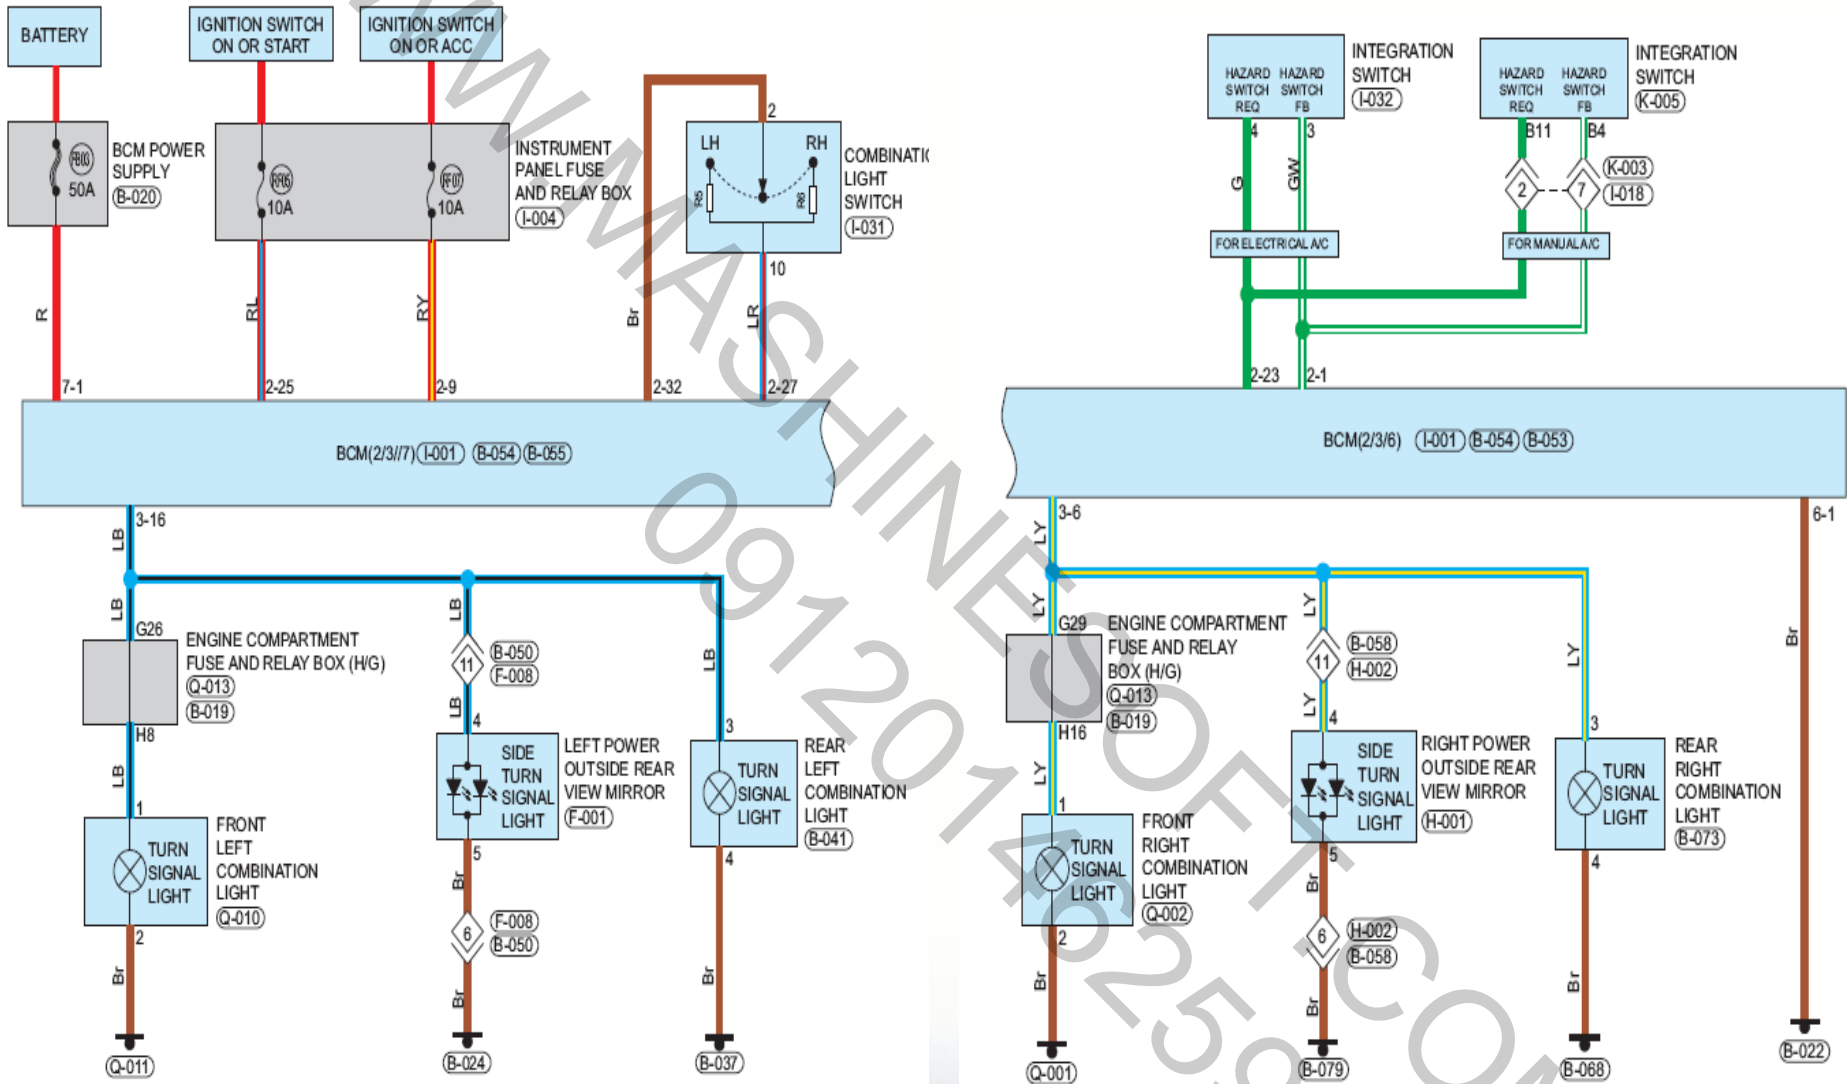 BATTERY
IGNITION SWITCH
ON OR START
IGNITION SWITCH
ON OR ACC
FB03
50A
BCM POWER
SUPPLY
B-020
RF05
10A
RF07
10A
INSTRUMENT
PANEL FUSE
AND RELAY BOX
I-004
2
LH
RH
R5
R6
COMBINATIO
LIGHT
SWITCH
I-031
10
R
RL
RY
Br
LR
7-1
2-25
2-9
2-32
2-27
BCM(2/3//7) I-001 B-054 B-055
3-16
LB
LB
G26
ENGINE COMPARTMENT
FUSE AND RELAY BOX (H/G)
Q-013
B-019
H8
LB
1
TURN
SIGNAL
LIGHT
FRONT
LEFT
COMBINATION
LIGHT
Q-010
2
Br
Q-011
LB
11
B-050
F-008
LB
4
SIDE
TURN
SIGNAL
LIGHT
LEFT POWER
OUTSIDE REAR
VIEW MIRROR
F-001
5
Br
6
F-008
B-050
Br
B-024
LB
3
TURN
SIGNAL
LIGHT
REAR
LEFT
COMBINATION
LIGHT
B-041
4
Br
B-037
HAZARD
SWITCH
REQ
HAZARD
SWITCH
FB
INTEGRATION
SWITCH
I-032
4
3
HAZARD
SWITCH
REQ
HAZARD
SWITCH
FB
INTEGRATION
SWITCH
K-005
B11
B4
G
GW
2
7
K-003
I-018
FOR ELECTRICAL A/C
FOR MANUAL A/C
2-23
2-1
BCM(2/3/6) I-001 B-054 B-053
3-6
6-1
LY
LY
G29
ENGINE COMPARTMENT
FUSE AND RELAY
BOX (H/G)
Q-013
B-019
H16
LY
1
TURN
SIGNAL
LIGHT
FRONT
RIGHT
COMBINATION
LIGHT
Q-002
2
Br
Q-001
LY
11
B-058
H-002
LY
4
SIDE
TURN
SIGNAL
LIGHT
RIGHT POWER
OUTSIDE REAR
VIEW MIRROR
H-001
5
Br
6
H-002
B-058
Br
B-079
LY
3
TURN
SIGNAL
LIGHT
REAR
RIGHT
COMBINATION
LIGHT
B-073
4
Br
B-068
Br
B-022
WW.MASHINESOFT.COM
0912014625